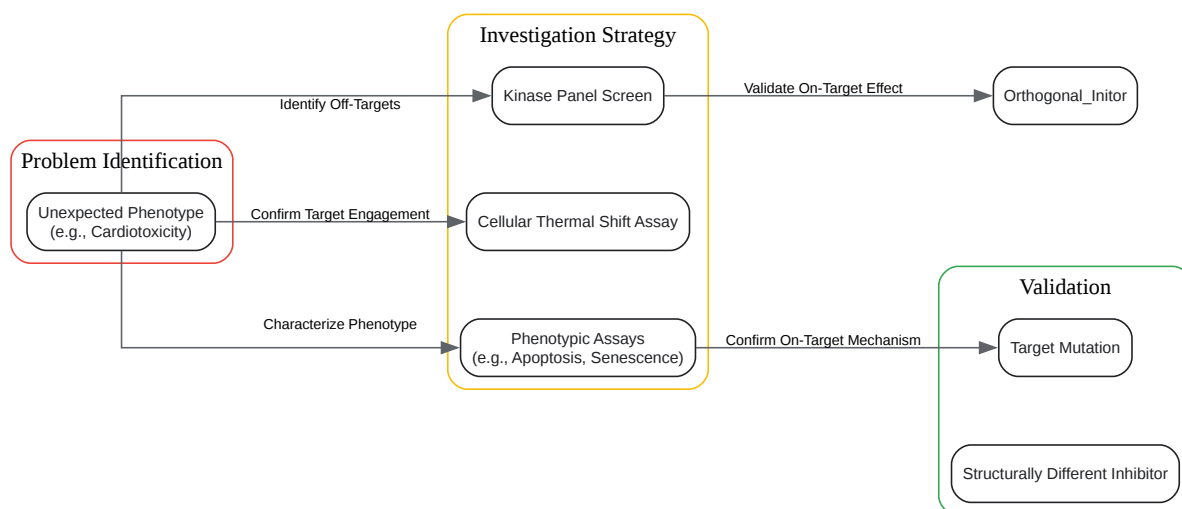 Investigation Strategy
Kinase Panel Screen
Validate On-Target Effect
Orthogonal_Initor
Identify Off-Targets
Problem Identification
Unexpected Phenotype
(e.g., Cardiotoxicity)
Confirm Target Engagement
Cellular Thermal Shift Assay
Validation
Characterize Phenotype
Phenotypic Assays
(e.g., Apoptosis, Senescence)
Confirm On-Target Mechanism
Target Mutation
Structurally Different Inhibitor